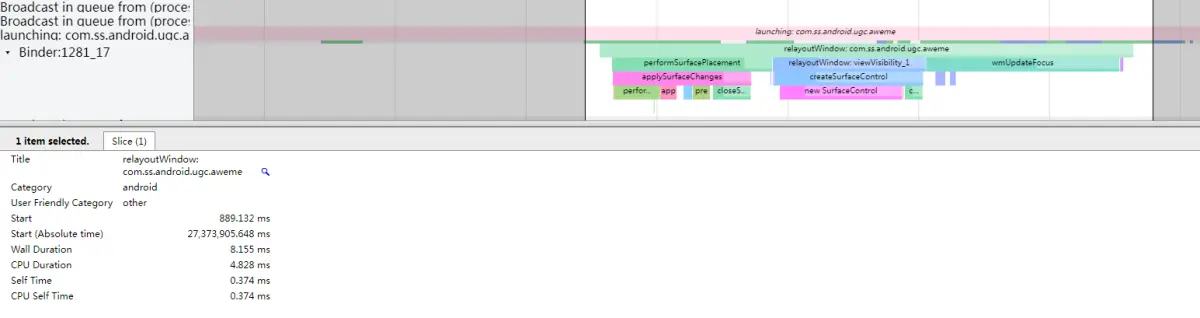 Broadcast in queue from (proces
Broadcast in queue from (proces
launching: com.ss.android.ugc.a
launching: com.ss.android.ugc.aweme
Binder:1281_17
relayoutWindow: com.ss.android.ugc.aweme
performSurfacePlacement
relayoutWindow: viewVisibility_1
wmUpdateFocus
applySurfaceChanges
createSurfaceControl
perfor...
app
pre
closeS...
new SurfaceControl
c...
1 item selected.
Slice (1)
Title
relayoutWindow:
com.ss.android.ugc.aweme
Category
android
User Friendly Category
other
Start
889.132 ms
Start (Absolute time)
27,373,905.648 ms
Wall Duration
8.155 ms
CPU Duration
4.828 ms
Self Time
0.374 ms
CPU Self Time
0.374 ms